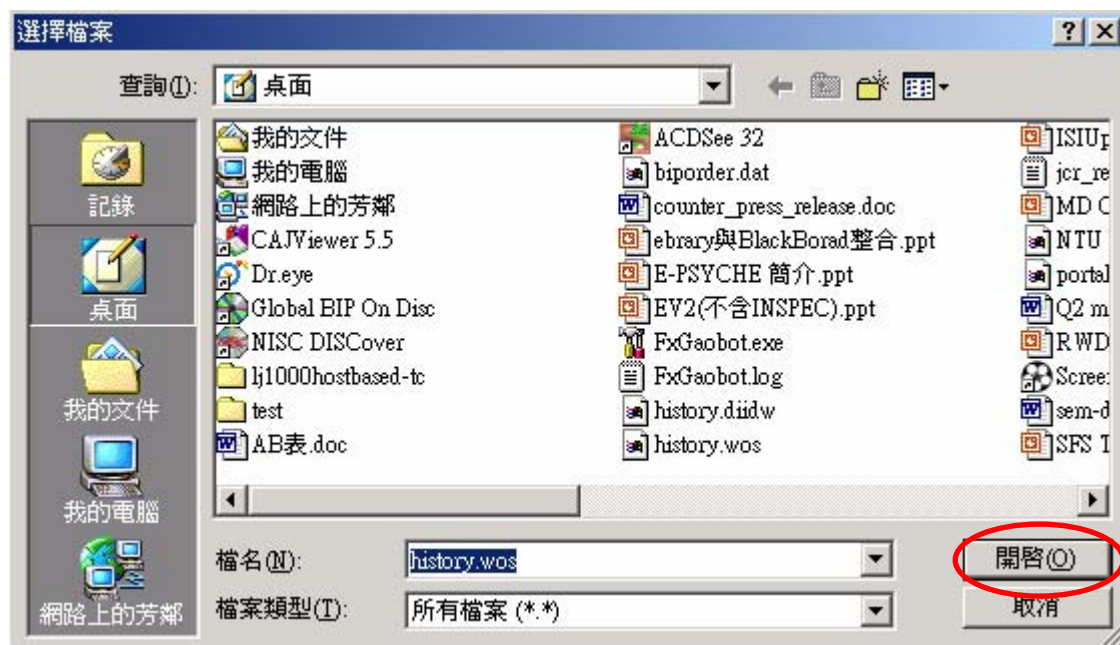 選擇檔案
查詢(I):
桌面
記錄
桌面
我的文件
我的電腦
網路上的芳鄰
我的文件
我的電腦
網路上的芳鄰
CAJViewer 5.5
Dr.eye
Global BIP On Disc
NISC DISCover
lj1000hostbased-tc
test
AB表.doc
ACDSee 32
biporder.dat
counter_press_release.doc
ebrary與BlackBorad整合.ppt
E-PSYCHE 簡介.ppt
EV2(不含INSPEC).ppt
FxGaobot.exe
FxGaobot.log
history.diidw
history.wos
ISIUp
jcr_re
MD C
NTU
portal
Q2 m
RWD
Scree
sem-d
SFS T
檔名(N):
history.wos
開啓(O)
檔案類型(T):
所有檔案 (*.*)
取消